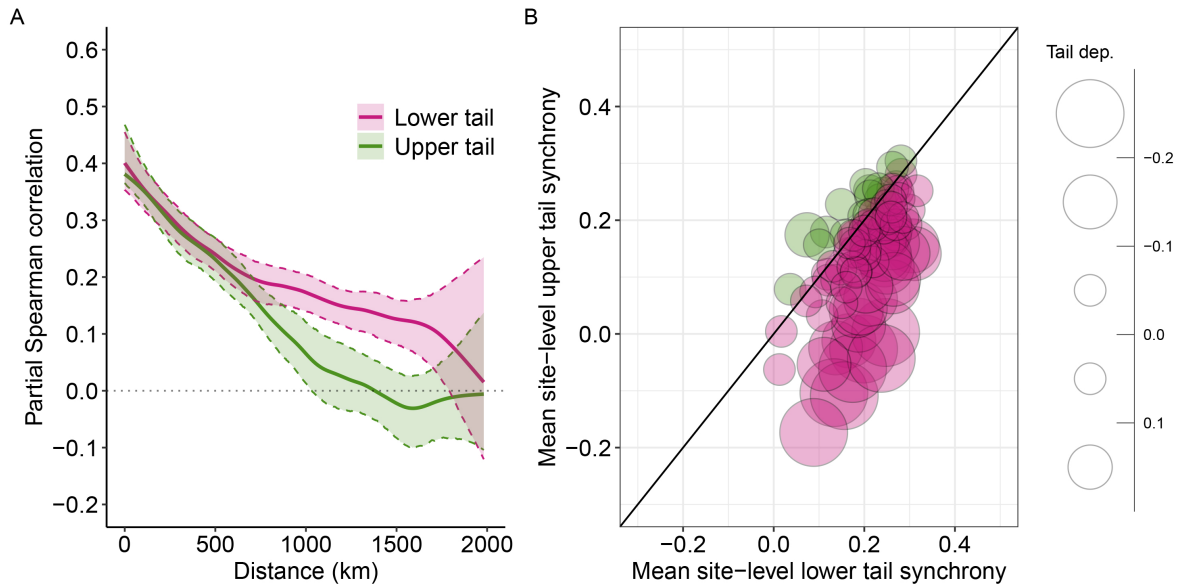 A
Partial Spearman correlation
0.6
0.5
0.4
0.3
0.2
0.1
0.0
−0.1
−0.2
0
500
1000
1500
2000
Distance (km)
Lower tail
Upper tail
B
Mean site−level upper tail synchrony
0.4
0.2
0.0
−0.2
−0.2
0.0
0.2
0.4
Mean site−level lower tail synchrony
Tail dep.
−0.2
−0.1
0.0
0.1